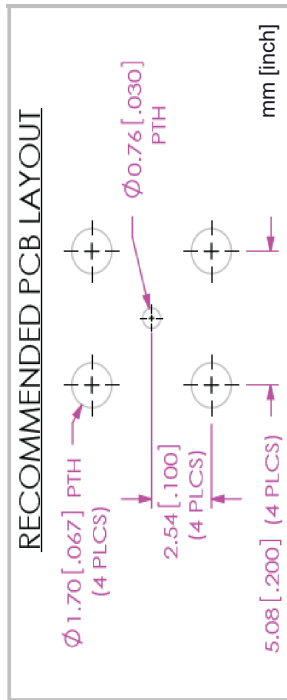 RECOMMENDED PCB LAYOUT
Ø1.70 [.067] PTH
(4 PLCS)
Ø0.76 [.030]
PTH
2.54 [.100]
(4 PLCS)
5.08 [.200] (4 PLCS)
mm [inch]